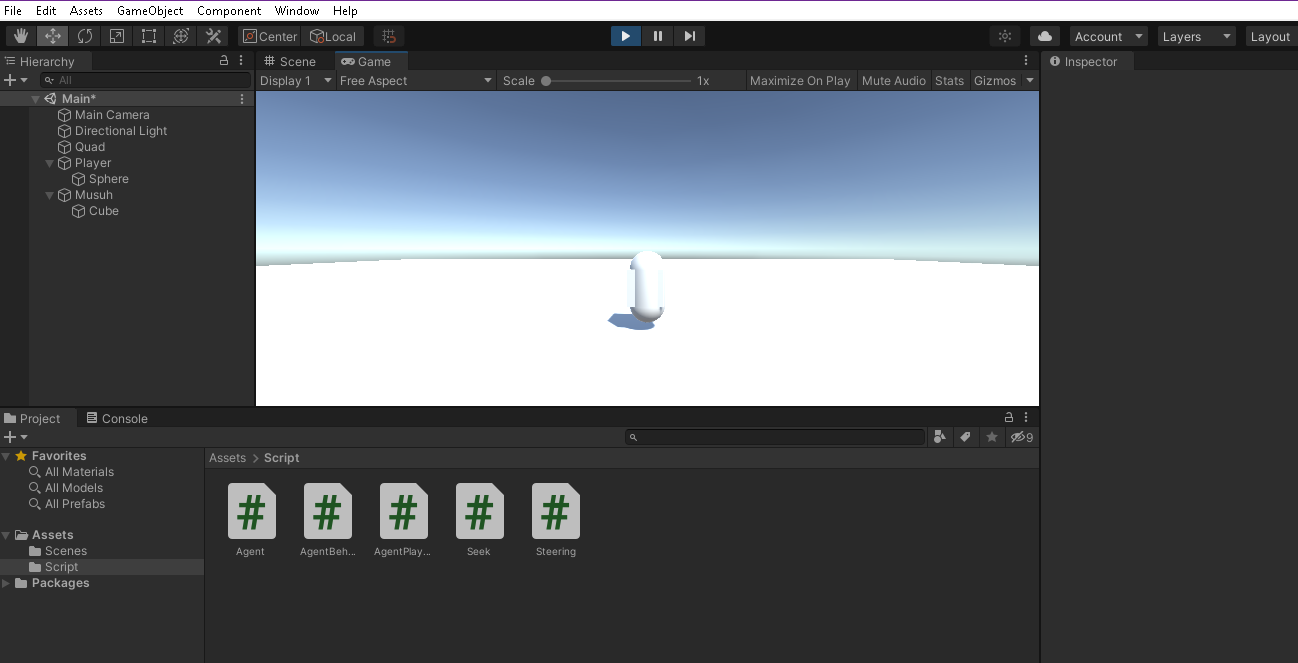 File Edit Assets GameObject Component Window Help
Center Local Account Layers Layout
Hierarchy
All
Main*
Main Camera
Directional Light
Quad
Player
Sphere
Musuh
Cube
Scene Game
Display 1 Free Aspect Scale 1x Maximize On Play Mute Audio Stats Gizmos
Inspector
Project Console
9
Favorites
All Materials
All Models
All Prefabs
Assets
Scenes
Script
Packages
Assets > Script
# # # # #
Agent AgentBeh... AgentPlay... Seek Steering